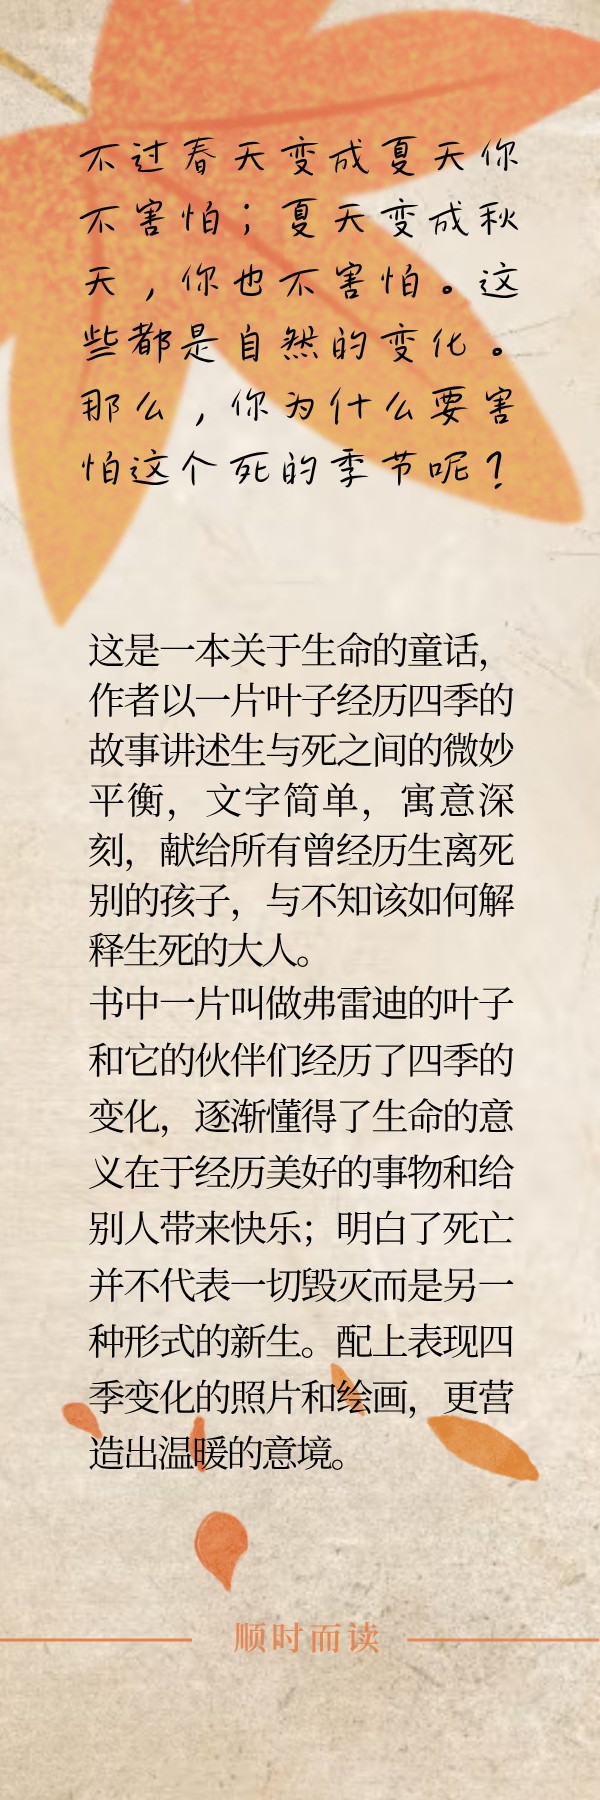 不过春天变成夏天你
不害怕；夏天变成秋
天，你也不害怕。这
些都是自然的变化。
那么，你为什么要害
怕这个死的季节呢？
这是一本关于生命的童话，
作者以一片叶子经历四季的
故事讲述生与死之间的微妙
平衡，文字简单，寓意深
刻，献给所有曾经历生离死
别的孩子，与不知该如何解
释生死的大人。
书中一片叫做弗雷迪的叶子
和它的伙伴们经历了四季的
变化，逐渐懂得了生命的意
义在于经历美好的事物和给
别人带来快乐；明白了死亡
并不代表一切毁灭而是另一
种形式的新生。配上表现四
季变化的照片和绘画，更营
造出温暖的意境。
顺时而读